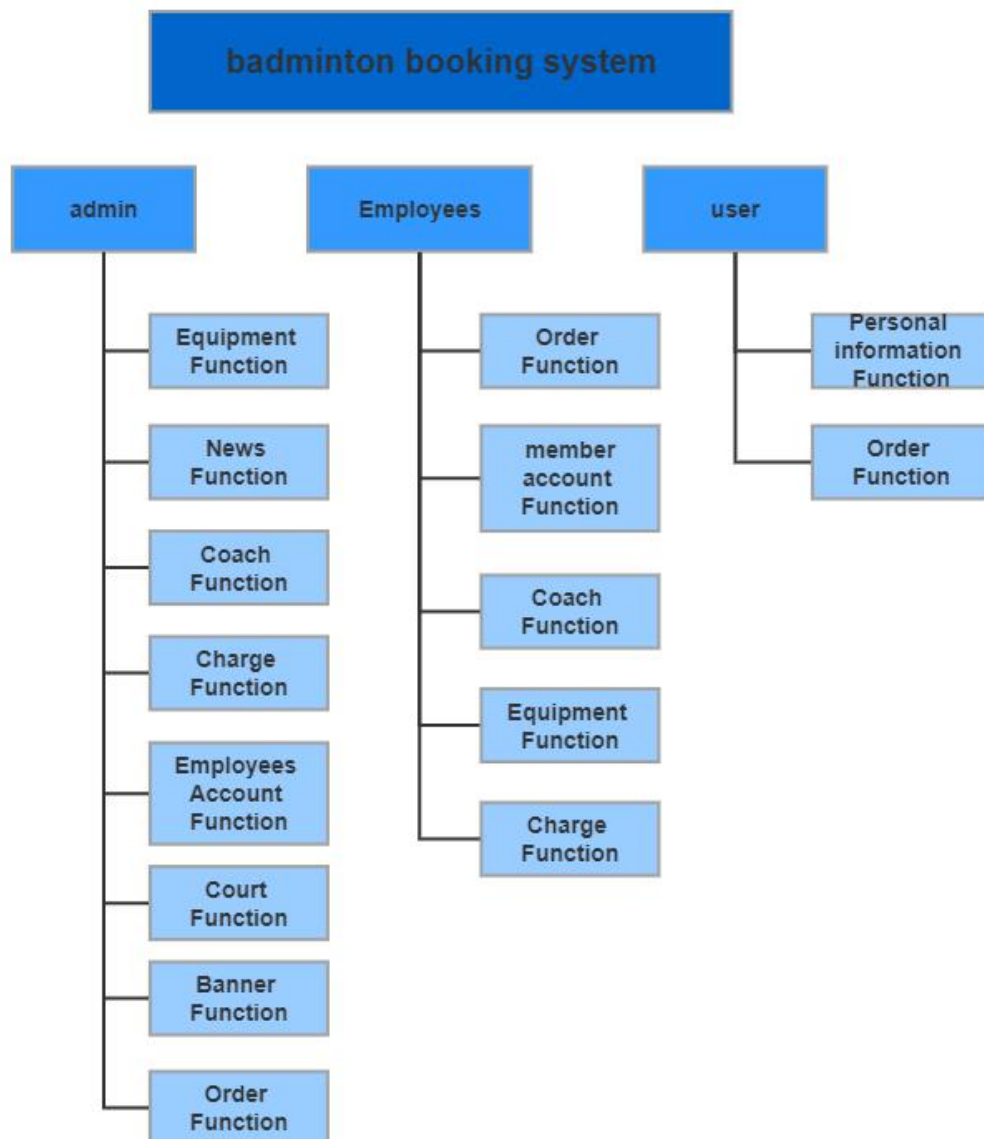 badminton booking system
admin
Equipment
Function
News
Function
Coach
Function
Charge
Function
Employees
Account
Function
Court
Function
Banner
Function
Order
Function
Employees
Order
Function
member
account
Function
Coach
Function
Equipment
Function
Charge
Function
user
Personal
information
Function
Order
Function